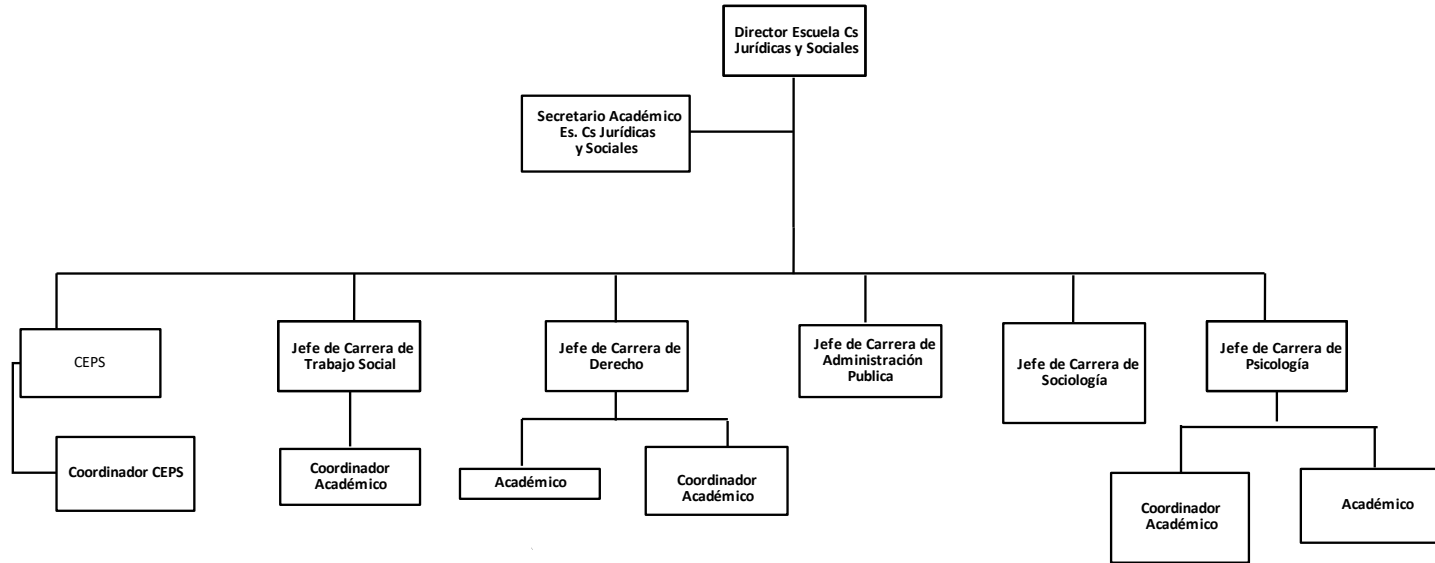 Director Escuela Cs
Jurídicas y Sociales
Secretario Académico
Es. Cs Jurídicas
y Sociales
CEPS
Jefe de Carrera de
Trabajo Social
Jefe de Carrera de
Derecho
Jefe de Carrera de
Administración
Publica
Jefe de Carrera de
Sociología
Jefe de Carrera de
Psicología
Coordinador CEPS
Coordinador
Académico
Académico
Coordinador
Académico
Coordinador
Académico
Académico